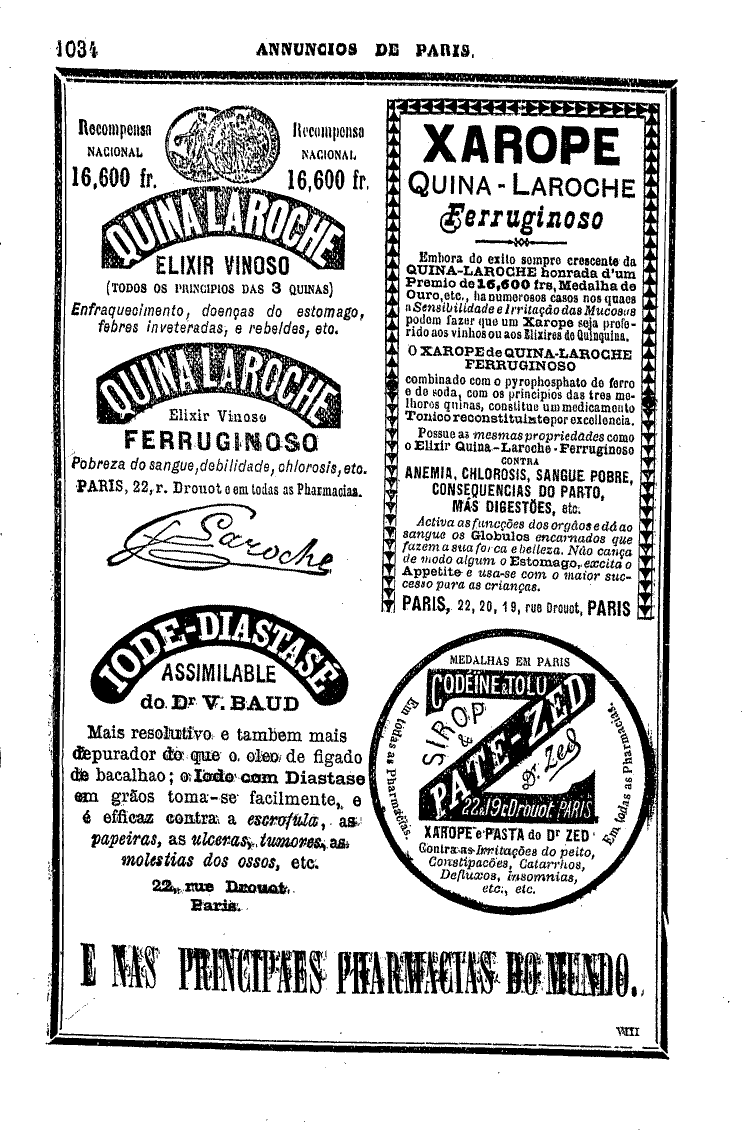 1034
ANNUNCIOS DE PARIS.
Recompensa
NACIONAL
16,600 fr.
Recompensa
NACIONAL
16,600 fr.
QUINA LAROCHE
ELIXIR VINOSO
(TODOS OS PRINCIPIOS DAS 3 QUINAS)
Enfraquecimento, doenças do estomago,
febres inveteradas, e rebeldes, etc.
QUINA LAROCHE
Elixir Vinoso
FERRUGINOSO
Pobreza do sangue, debilidade, chlorosis, etc.
PARIS, 22, r. Drouot e em todas as Pharmacias.
Laroche
IODE-DIASTASÉ
ASSIMILABLE
do Dr V. BAUD
Mais resolutivo e tambem mais
depurador do que o oleo de figado
de bacalhao; o Iodo com Diastase
em grãos toma-se facilmente, e
é efficaz contra a escrofula, as
papeiras, as ulceras, tumores, as
molestias dos ossos, etc.
22, rue Drouot.
Paris.
XAROPE
QUINA-LAROCHE
Ferruginoso
Embora do exito sempre crescente da
QUINA-LAROCHE honrada d'um
Premio de 16,600 frs, Medalha de
Ouro, etc., ha numerosos casos nos quaes
a Sensibilidade e Irritação das Mucosas
podem fazer que um Xarope seja prefe-
rido aos vinhos ou aos Elixires de Quinquina.
O XAROPE de QUINA-LAROCHE
FERRUGINOSO
combinado com o pyrophosphato de ferro
e de soda, com os principios das tres me-
lhores quinas, constitue um medicamento
Tonico reconstituinte por excellencia.
Possue as mesmas propriedades como
o Elixir Quina-Laroche-Ferruginoso
CONTRA
ANEMIA, CHLOROSIS, SANGUE POBRE,
CONSEQUENCIAS DO PARTO,
MÁS DIGESTÕES, etc.
Activa as funcções dos orgãos e dá ao
sangue os Globulos encarnados que
fazem a sua força e belleza. Não cança
de modo algum o Estomago, excita o
Appetite e usa-se com o maior suc-
cesso para as crianças.
PARIS, 22, 20, 19, rue Drouot, PARIS
MEDALHAS EM PARIS
Em todas as Pharmacias.
Em todas as Pharmacias.
CODÉINE & TOLU
SIROP
&
PATE-ZED
Dr. Zed
22 & 19 r. Drouot PARIS
XAROPE e PASTA do Dr ZED
Contra as Irritações do peito,
Constipacões, Catarrhos,
Defluxos, insomnias,
etc., etc.
E NAS PRINCIPAES PHARMACIAS DO MUNDO.
VIII